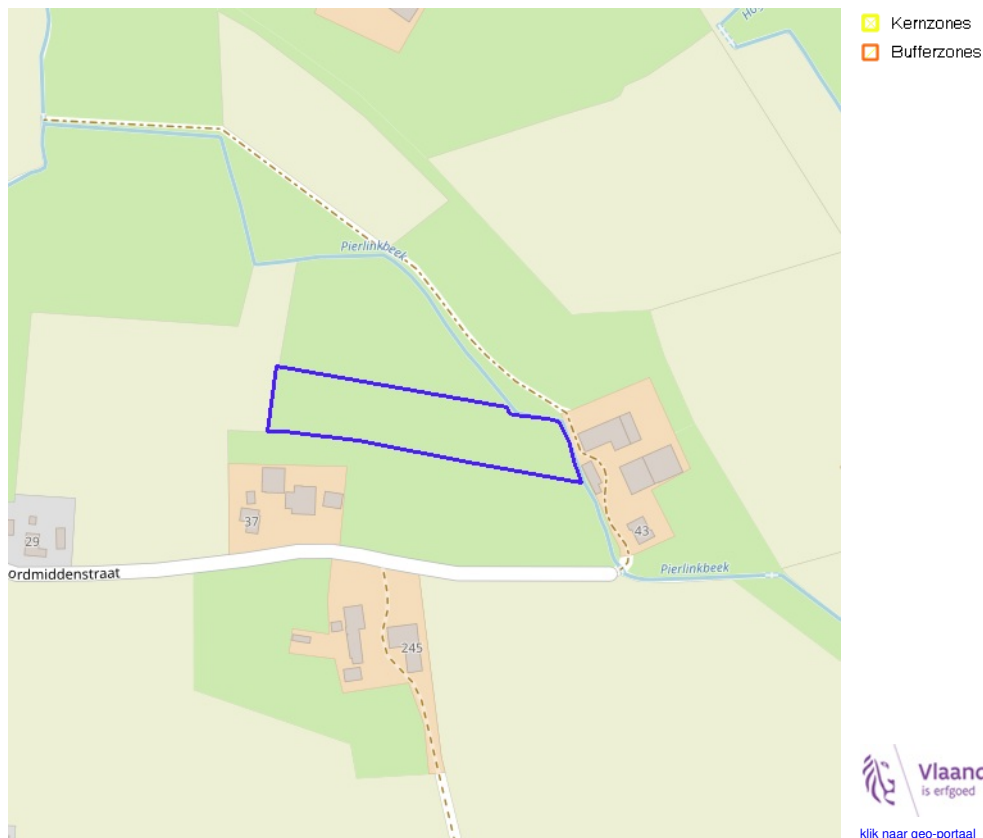 Kernzones
Bufferzones
Pierlinkbeek
37
29
43
ordmiddenstraat
Pierlinkbeek
245
Vlaand
is erfgoed
klik naar geo-portaal